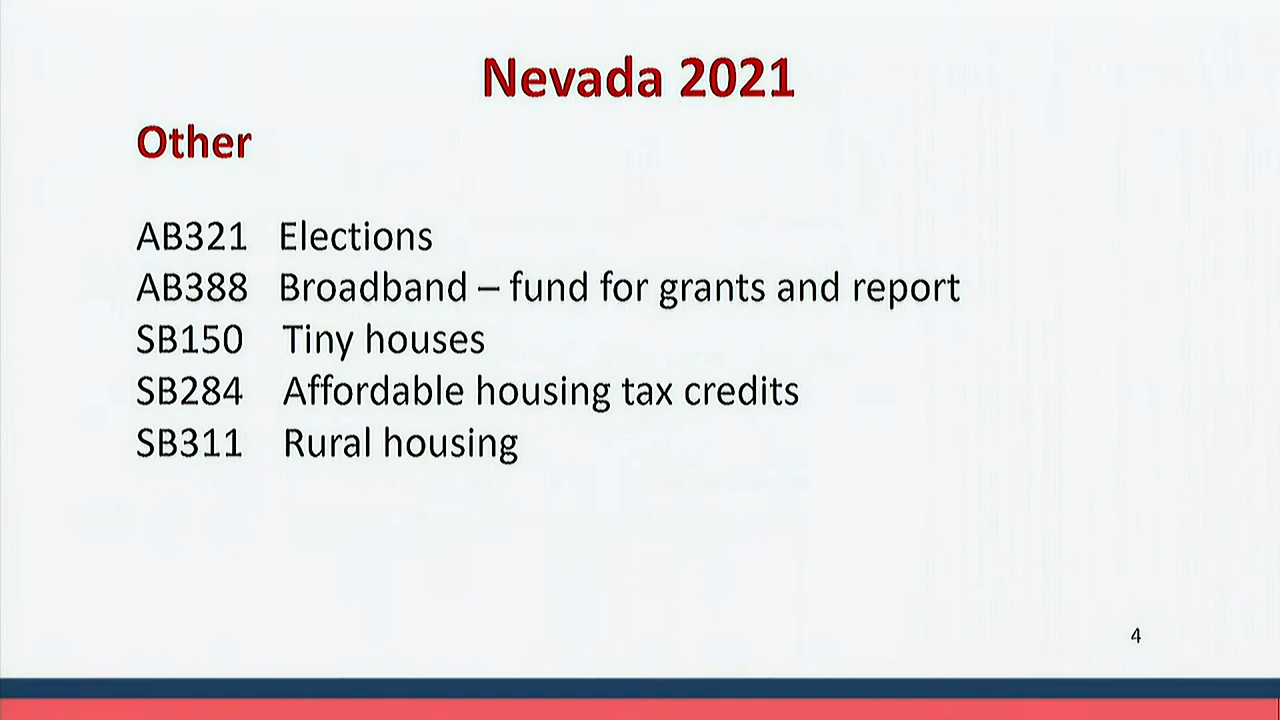 Nevada 2021
Other
AB321 Elections
AB388 Broadband – fund for grants and report
SB150 Tiny houses
SB284 Affordable housing tax credits
SB311 Rural housing
4